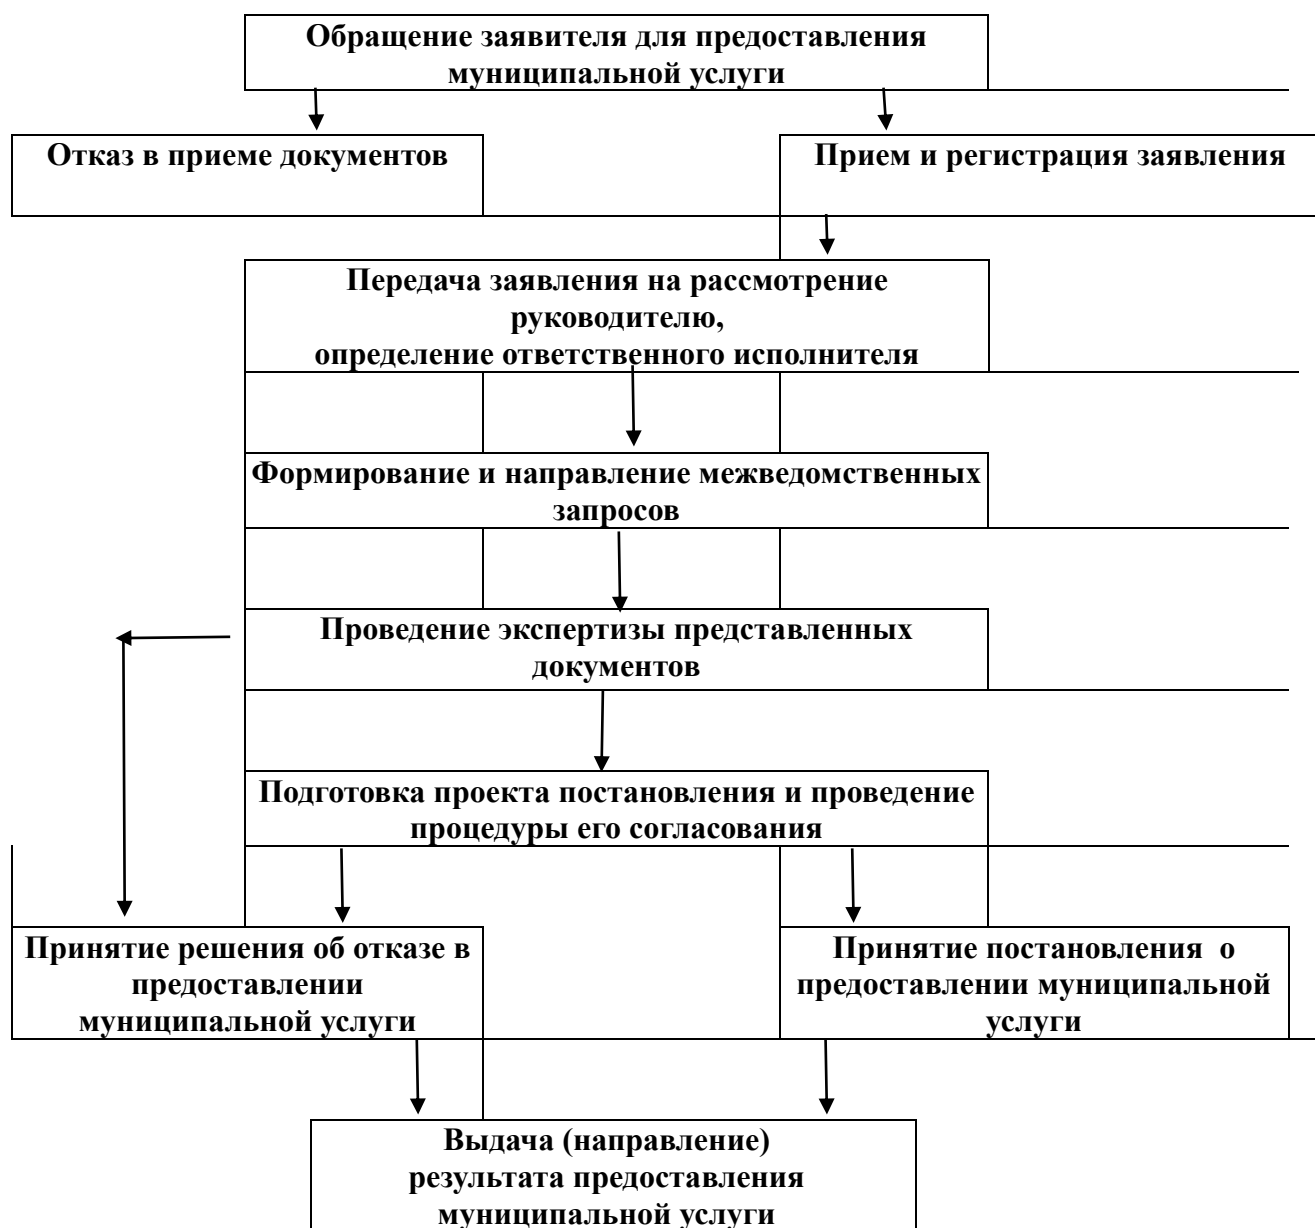 Обращение заявителя для предоставления
муниципальной услуги
Отказ в приеме документов
Прием и регистрация заявления
Передача заявления на рассмотрение
руководителю,
определение ответственного исполнителя
Формирование и направление межведомственных
запросов
Проведение экспертизы представленных
документов
Подготовка проекта постановления и проведение
процедуры его согласования
Принятие решения об отказе в
предоставлении
муниципальной услуги
Принятие постановления  о
предоставлении муниципальной
услуги
Выдача (направление)
результата предоставления
муниципальной услуги